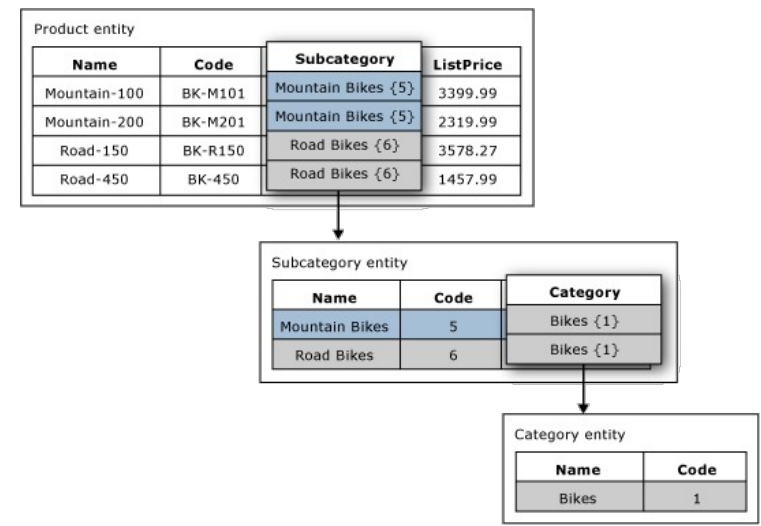 Product entity
Name Code Subcategory ListPrice
Mountain-100 BK-M101 Mountain Bikes {5} 3399.99
Mountain-200 BK-M201 Mountain Bikes {5} 2319.99
Road-150 BK-R150 Road Bikes {6} 3578.27
Road-450 BK-450 Road Bikes {6} 1457.99
Subcategory entity
Name Code Category
Mountain Bikes 5 Bikes {1}
Road Bikes 6 Bikes {1}
Category entity
Name Code
Bikes 1